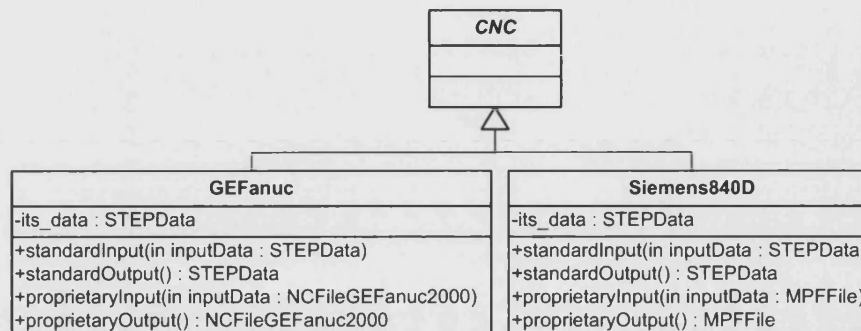 CNC
GEFanuc
-its_data : STEPData
+standardInput(in inputData : STEPData)
+standardOutput() : STEPData
+proprietaryInput(in inputData : NCFileGEFanuc2000)
+proprietaryOutput() : NCFileGEFanuc2000
Siemens840D
-its_data : STEPData
+standardInput(in inputData : STEPData
+standardOutput() : STEPData
+proprietaryInput(in inputData : MPFFile)
+proprietaryOutput() : MPFFile